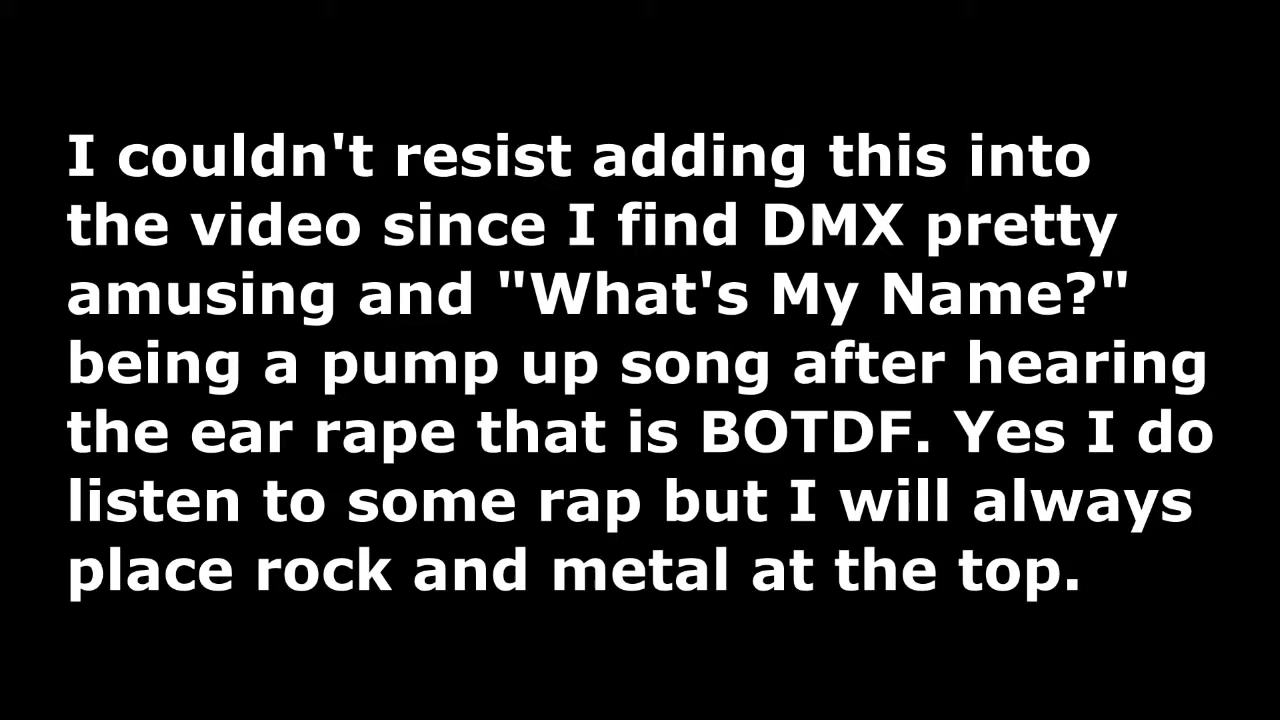 I couldn't resist adding this into
the video since I find DMX pretty
amusing and "What's My Name?"
being a pump up song after hearing
the ear rape that is BOTDF. Yes I do
listen to some rap but I will always
place rock and metal at the top.